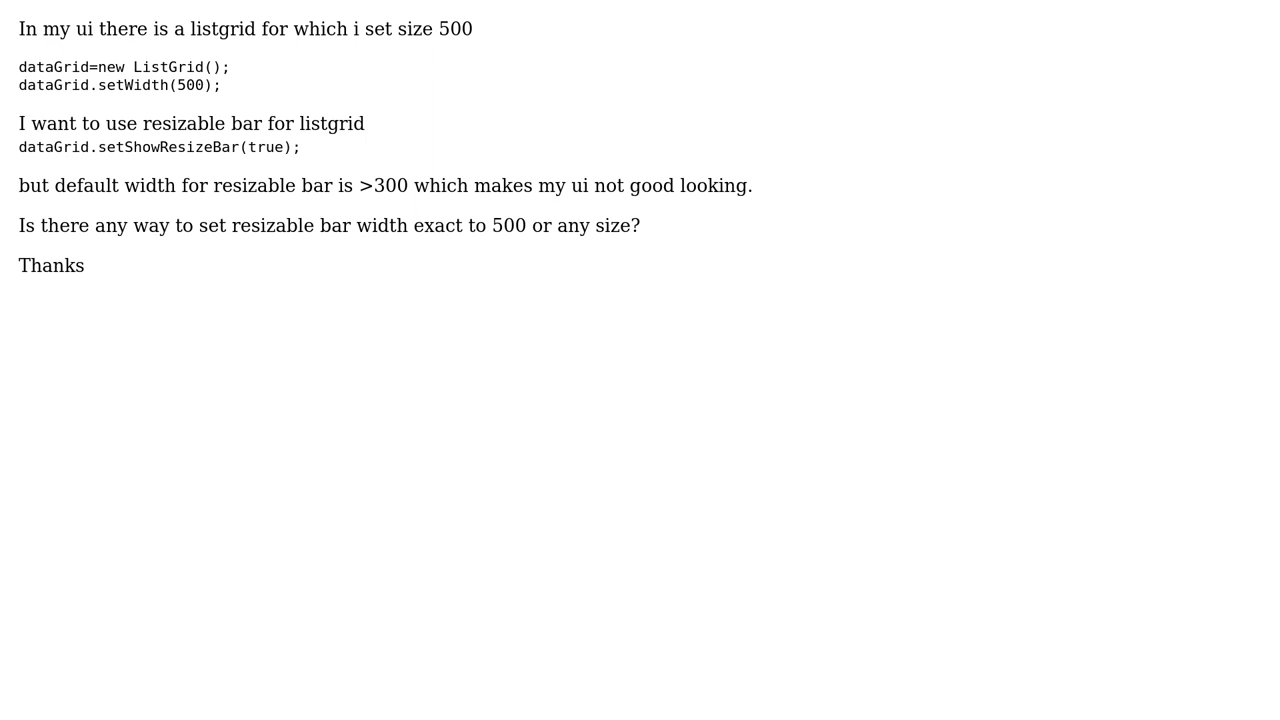 In my ui there is a listgrid for which i set size 500
dataGrid=new ListGrid();
dataGrid.setWidth(500);
I want to use resizable bar for listgrid
dataGrid.setShowResizeBar(true);
but default width for resizable bar is >300 which makes my ui not good looking.
Is there any way to set resizable bar width exact to 500 or any size?
Thanks